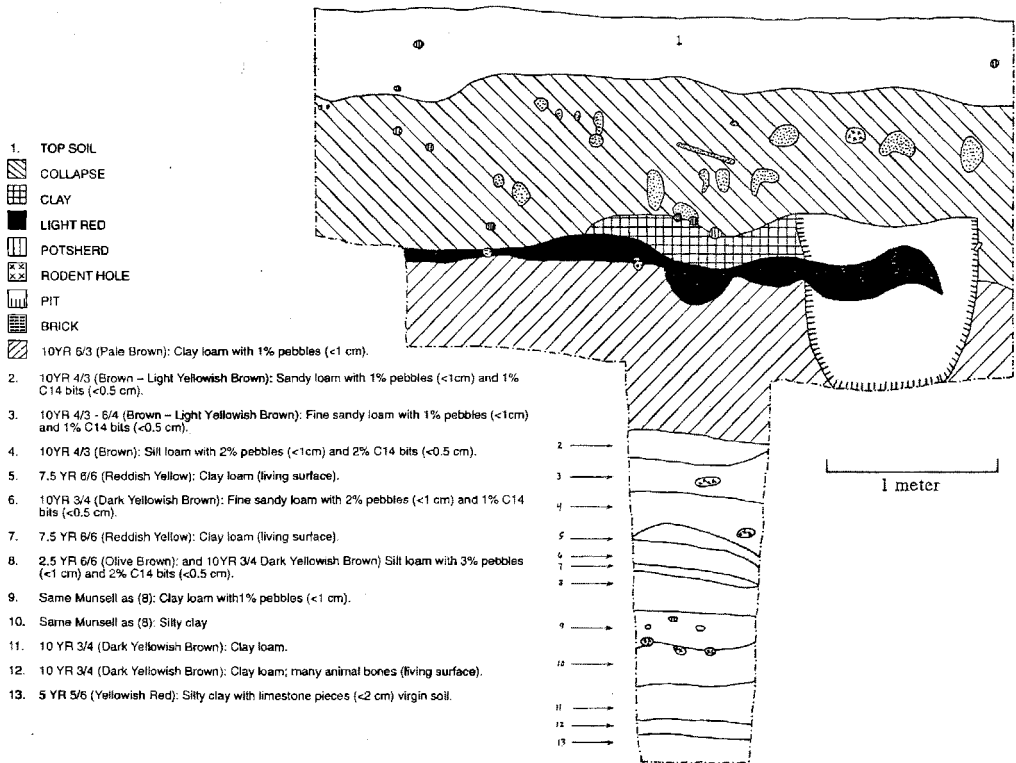 1
1. TOP SOIL
COLLAPSE
CLAY
LIGHT RED
POTSHERD
RODENT HOLE
PIT
BRICK
10YR 6/3 (Pale Brown): Clay loam with 1% pebbles (<1 cm).
2. 10YR 4/3 (Brown – Light Yellowish Brown): Sandy loam with 1% pebbles (<1cm) and 1%
C14 bits (<0.5 cm).
3. 10YR 4/3 - 6/4 (Brown – Light Yellowish Brown): Fine sandy loam with 1% pebbles (<1cm)
and 1% C14 bits (<0.5 cm).
4. 10YR 4/3 (Brown): Silt loam with 2% pebbles (<1cm) and 2% C14 bits (<0.5 cm).
5. 7.5 YR 6/6 (Reddish Yellow): Clay loam (living surface).
6. 10YR 3/4 (Dark Yellowish Brown): Fine sandy loam with 2% pebbles (<1 cm) and 1% C14
bits (<0.5 cm).
7. 7.5 YR 6/6 (Reddish Yellow): Clay loam (living surface).
8. 2.5 YR 6/6 (Olive Brown): and 10YR 3/4 Dark Yellowish Brown) Silt loam with 3% pebbles
(<1 cm) and 2% C14 bits (<0.5 cm).
9. Same Munsell as (8): Clay loam with1% pebbles (<1 cm).
10. Same Munsell as (8): Silty clay
11. 10 YR 3/4 (Dark Yellowish Brown): Clay loam.
12. 10 YR 3/4 (Dark Yellowish Brown): Clay loam; many animal bones (living surface).
13. 5 YR 5/6 (Yellowish Red): Silty clay with limestone pieces (<2 cm) virgin soil.
2
3
4
5
6
7
8
9
10
11
12
13
1 meter